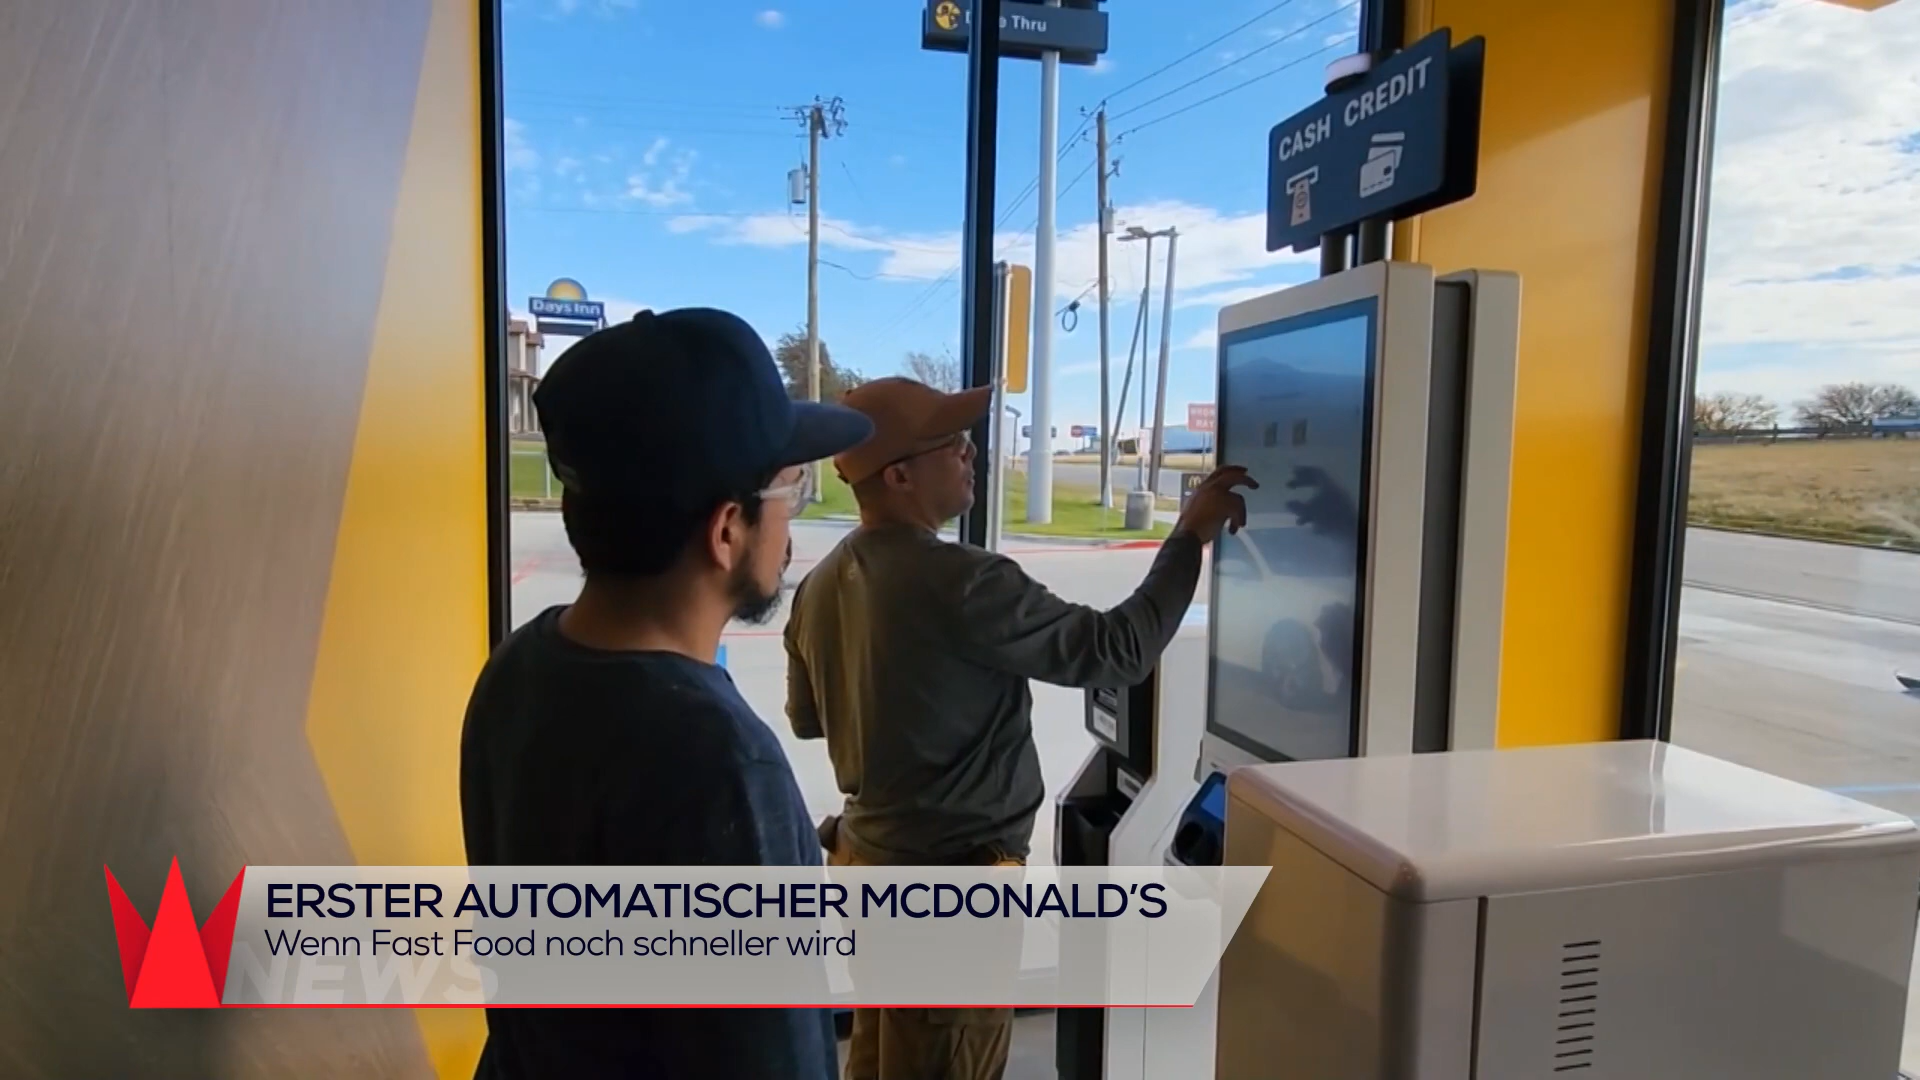 Thru
CASH CREDIT
Days Inn
ERSTER AUTOMATISCHER MCDONALD'S
Wenn Fast Food noch schneller wird
NEWS